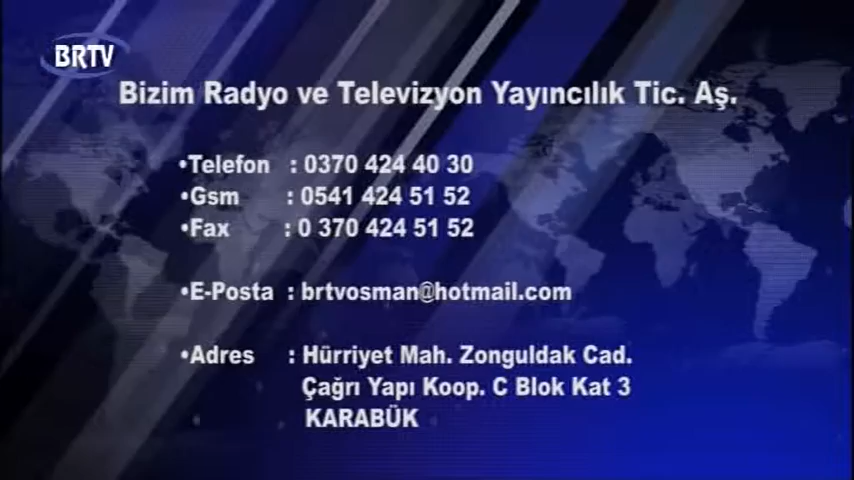 BRTV
Bizim Radyo ve Televizyon Yayıncılık Tic. Aş.
•Telefon : 0370 424 40 30
•Gsm : 0541 424 51 52
•Fax : 0 370 424 51 52
•E-Posta : brtvosman@hotmail.com
•Adres : Hürriyet Mah. Zonguldak Cad.
Çağrı Yapı Koop. C Blok Kat 3
KARABÜK